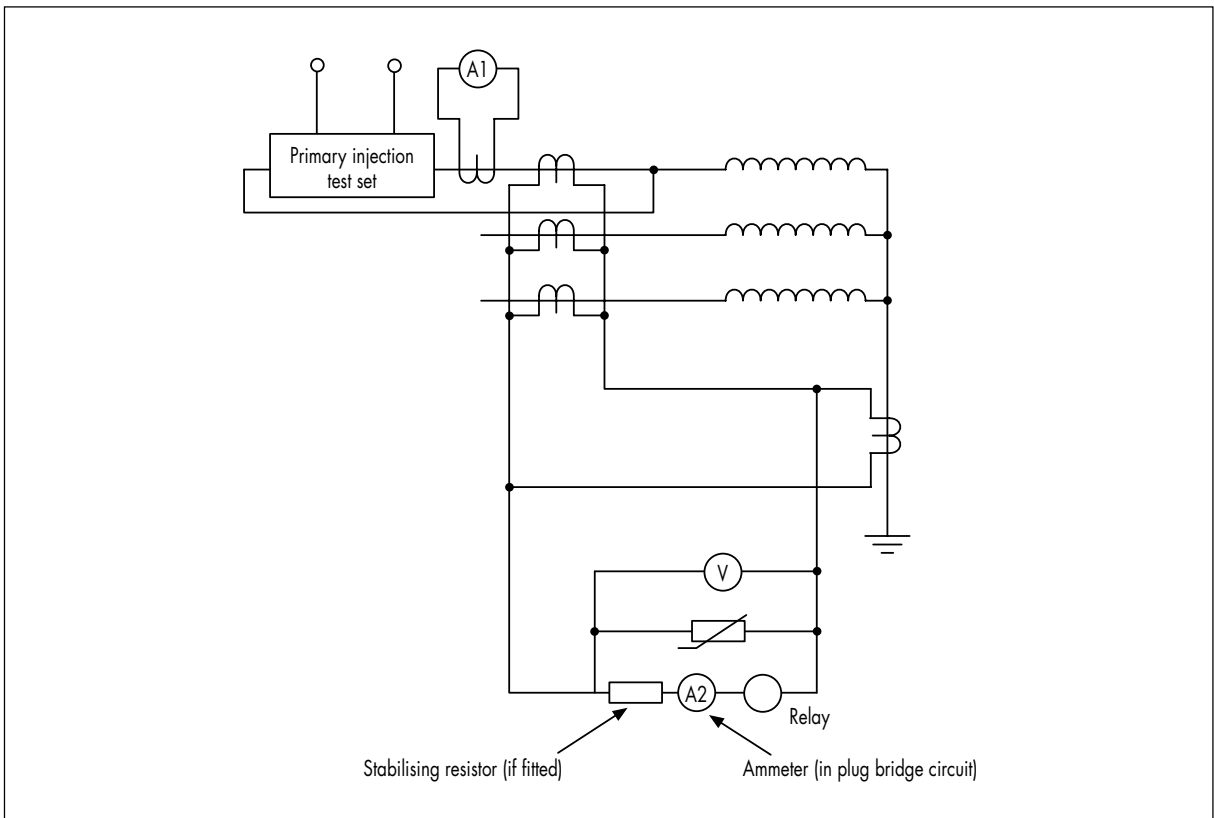 A1
Primary injection
test set
V
A2
Relay
Stabilising resistor (if fitted)
Ammeter (in plug bridge circuit)